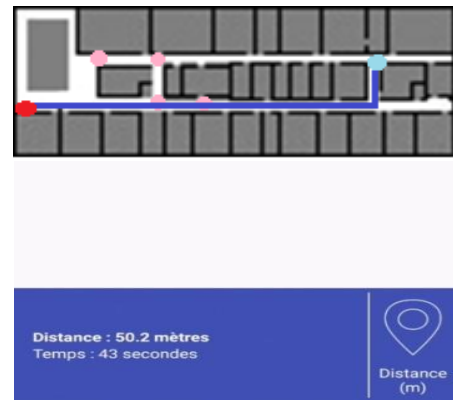 Distance : 50.2 mètres
Temps : 43 secondes
Distance
(m)